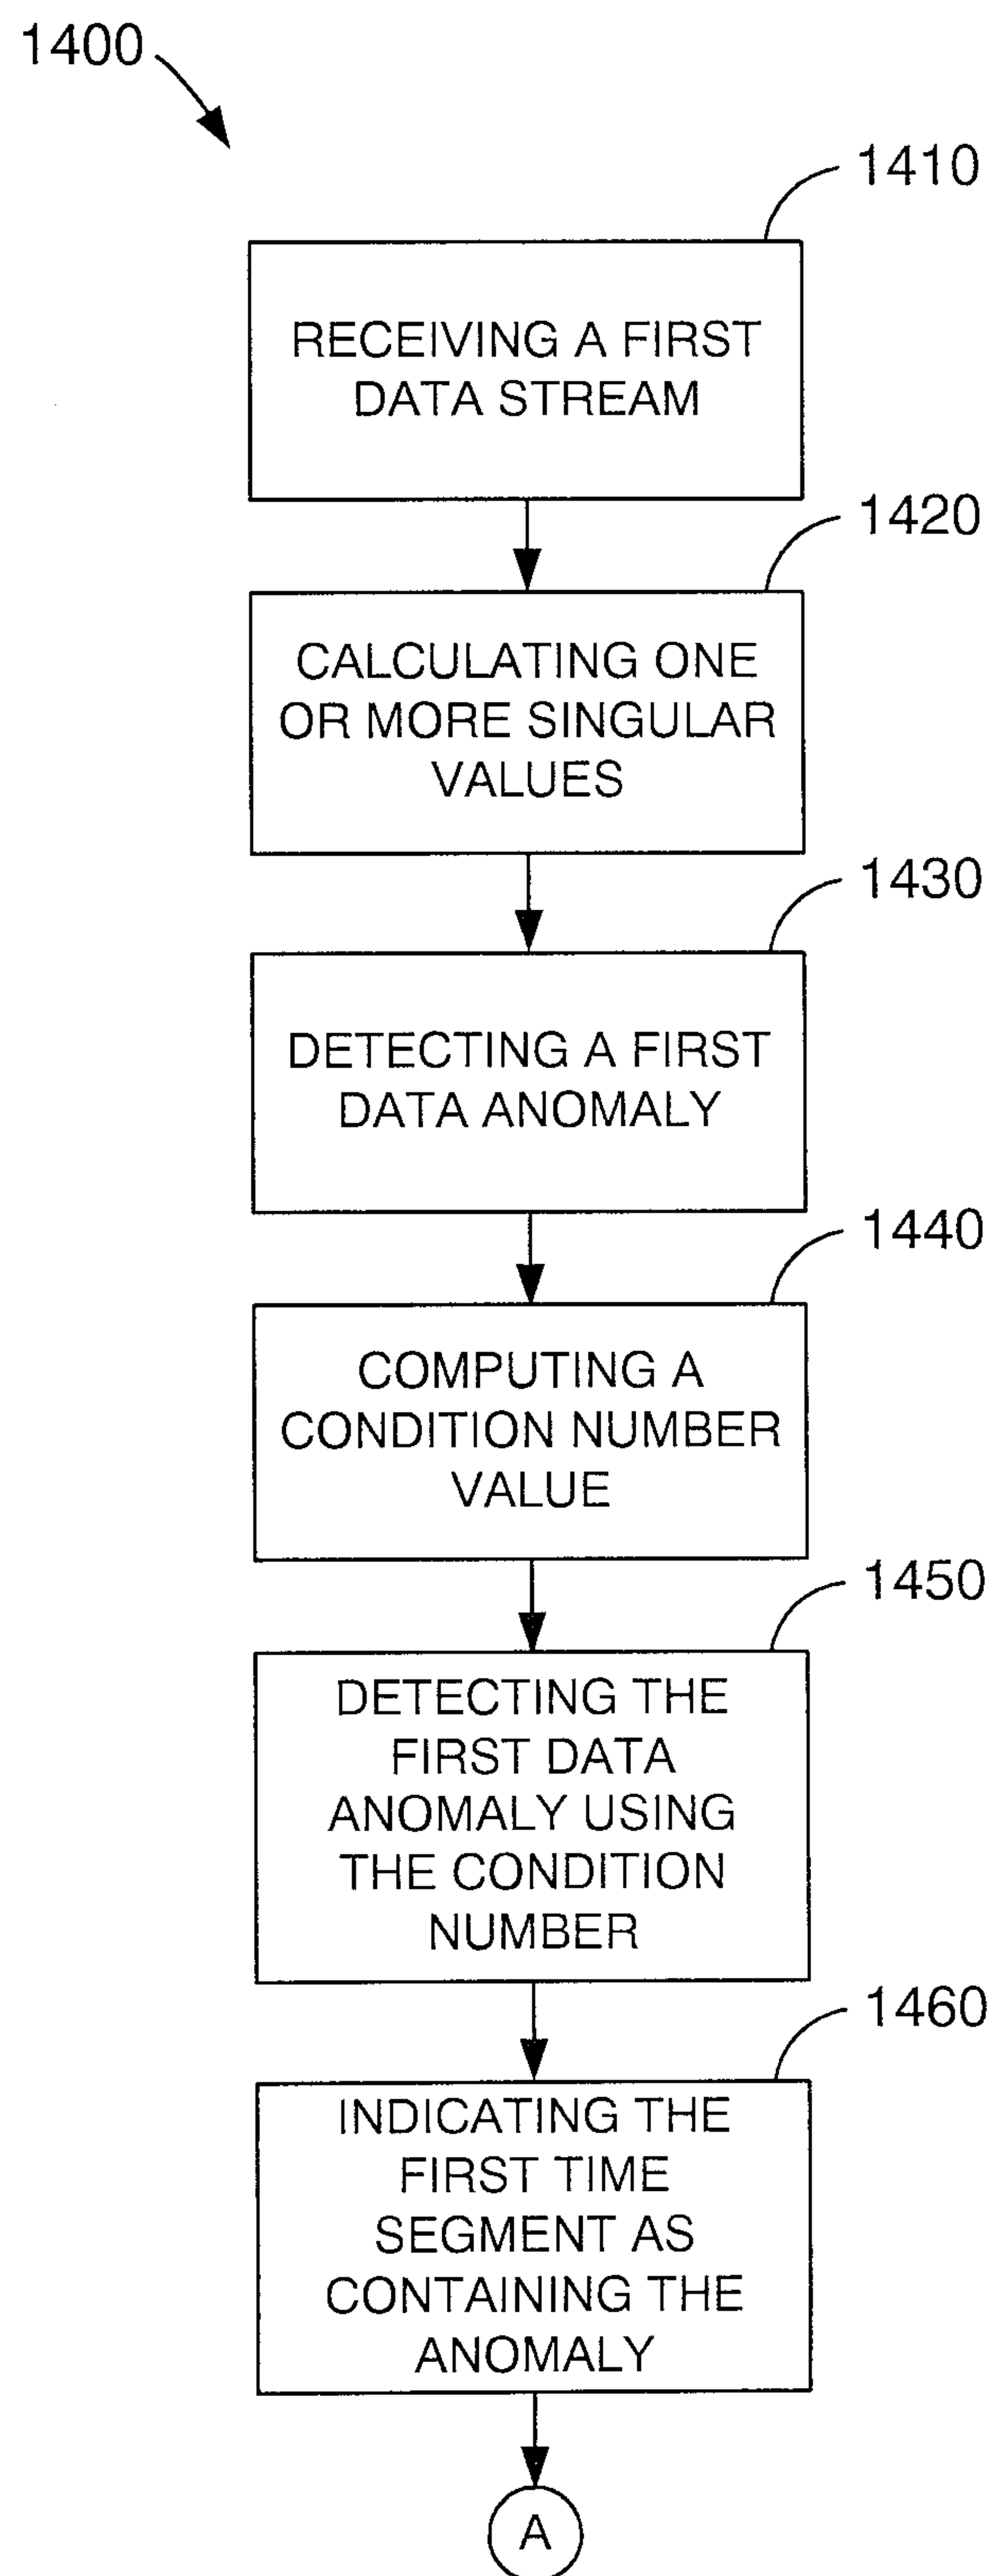 1400
1410
RECEIVING A FIRST
DATA STREAM
1420
CALCULATING ONE
OR MORE SINGULAR
VALUES
1430
DETECTING A FIRST
DATA ANOMALY
1440
COMPUTING A
CONDITION NUMBER
VALUE
1450
DETECTING THE
FIRST DATA
ANOMALY USING
THE CONDITION
NUMBER
1460
INDICATING THE
FIRST TIME
SEGMENT AS
CONTAINING THE
ANOMALY
A